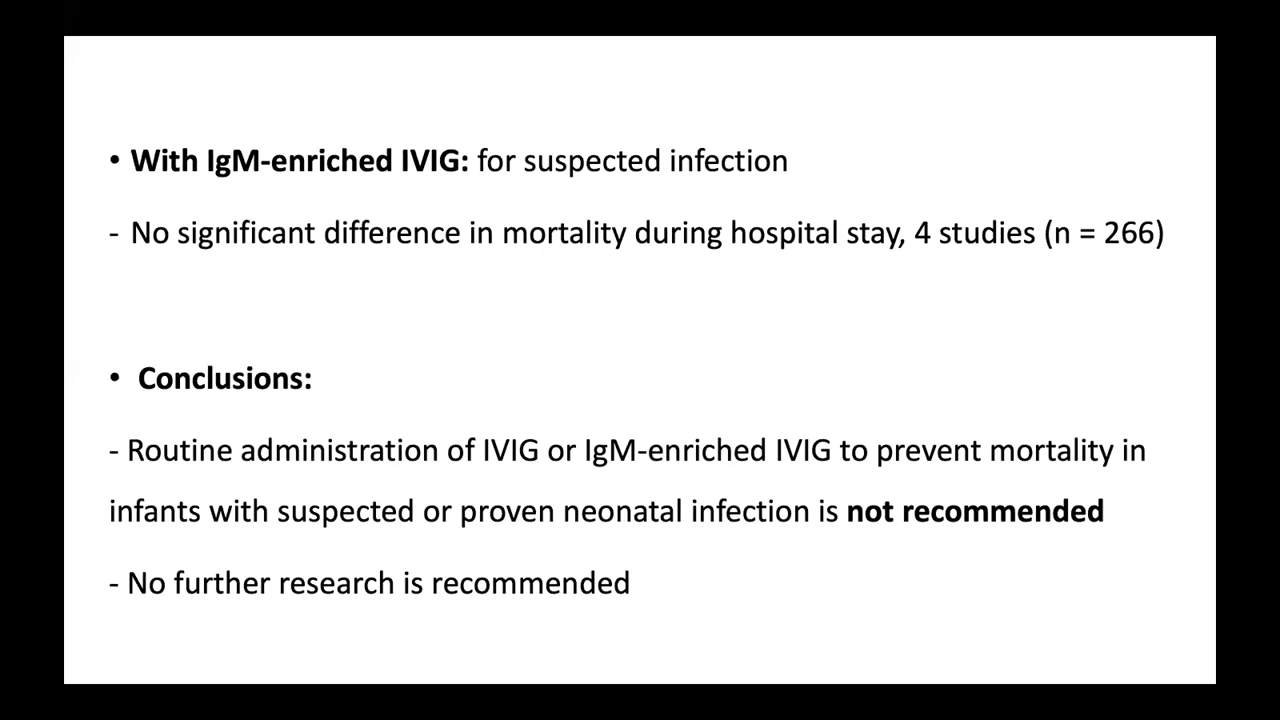 • With IgM-enriched IVIG: for suspected infection
- No significant difference in mortality during hospital stay, 4 studies (n = 266)
• Conclusions:
- Routine administration of IVIG or IgM-enriched IVIG to prevent mortality in
infants with suspected or proven neonatal infection is not recommended
- No further research is recommended